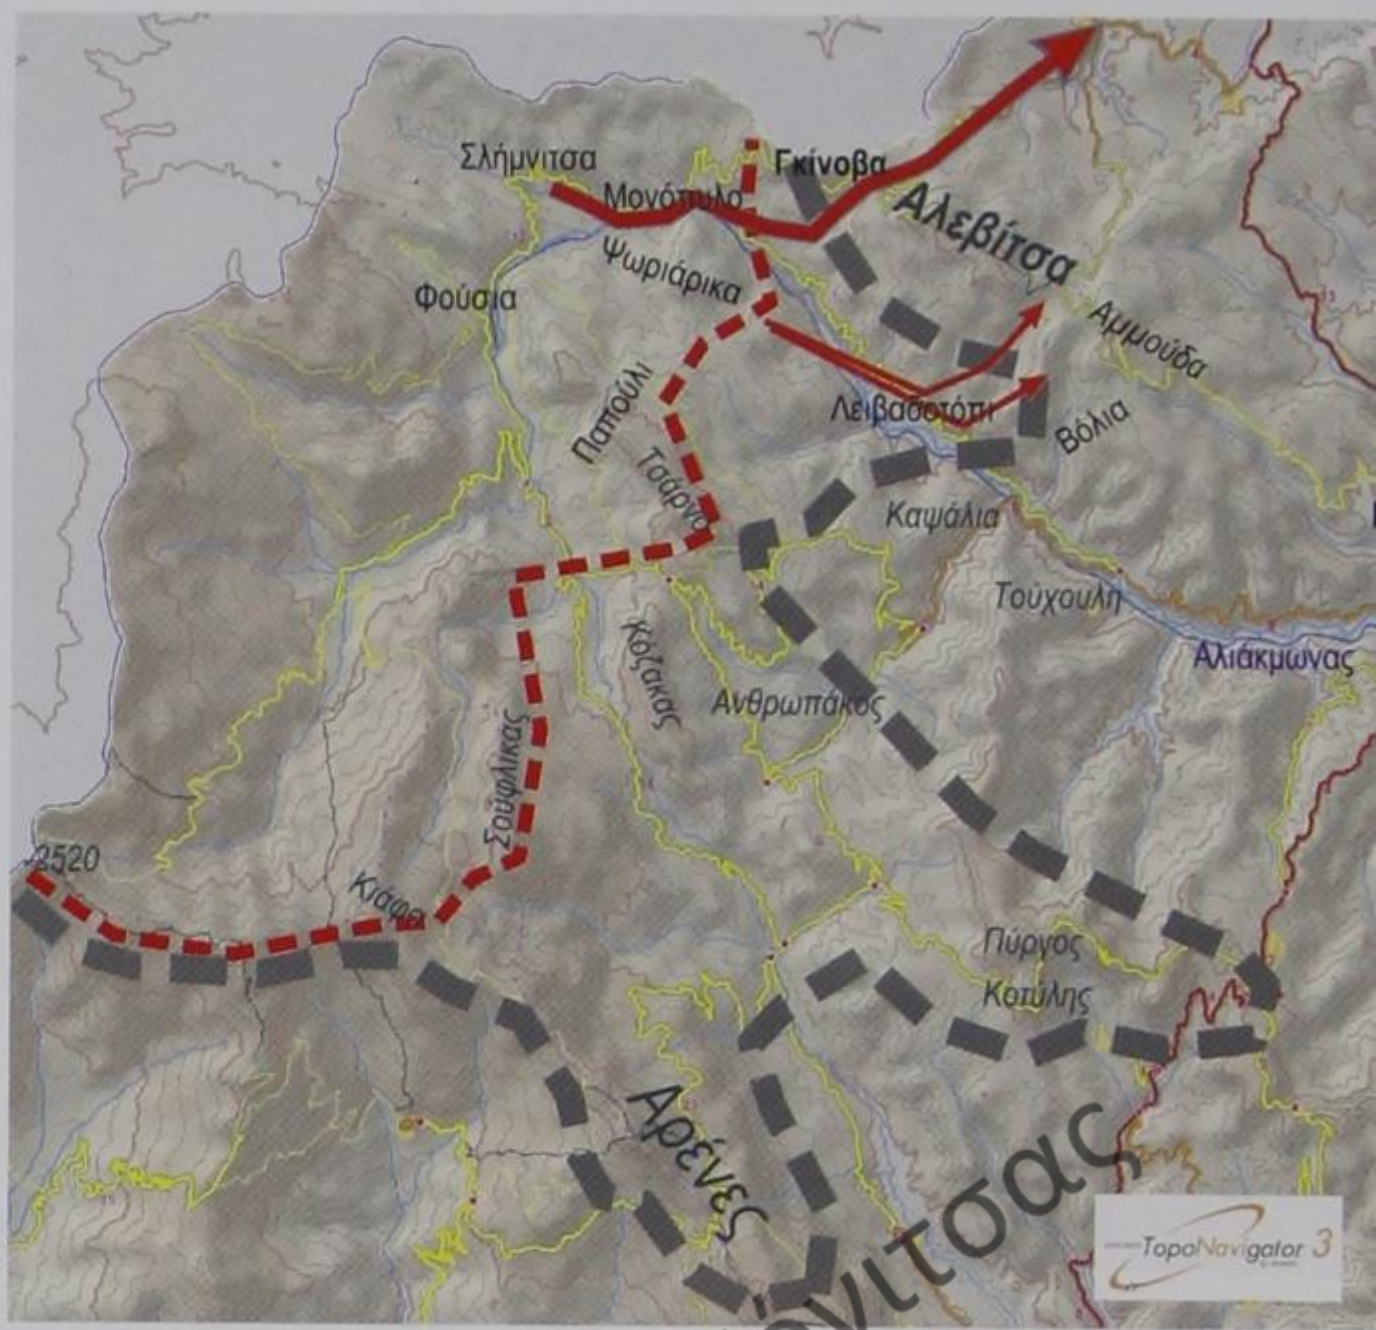 Σλήμνιτσα
Γκίνοβα
Μονόπυλο
Αλεβίτσα
Ψωριάρικα
Φούσια
Αμμούδα
Παπούλι
Λειβαδοτόπι
Βόλια
Τσάρνο
Καψάλια
Τούχουλη
Κόζακας
Αλιάκμωνας
Ανθρωπάκος
Σούφλικας
2520
Κιάφα
Πύργος
Κοτύλης
Αρένες
TopoNavigator 3